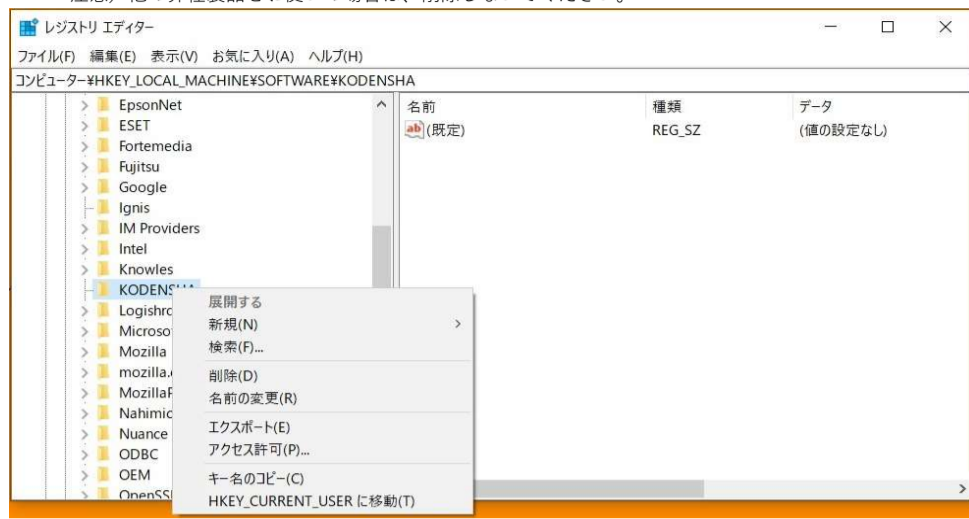 レジストリ エディター
ファイル(F) 編集(E) 表示(V) お気に入り(A) ヘルプ(H)
コンピューター¥HKEY_LOCAL_MACHINE¥SOFTWARE¥KODENSHA
EpsonNet
ESET
Fortemedia
Fujitsu
Google
Ignis
IM Providers
Intel
Knowles
KODENSHA
Logishrd
Microso
Mozilla
mozilla.
Nahimic
Nuance
ODBC
OEM
名前 種類 データ
ab (既定) REG_SZ (値の設定なし)
展開する
新規(N)
検索(F)...
削除(D)
名前の変更(R)
エクスポート(E)
アクセス許可(P)...
キー名のコピー(C)
HKEY_CURRENT_USER に移動(T)